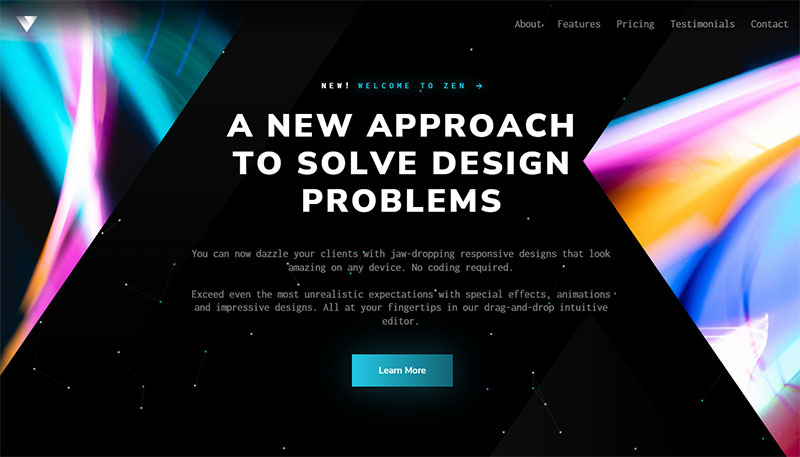 About Features Pricing Testimonials Contact
NEW! WELCOME TO ZEN →
A NEW APPROACH
TO SOLVE DESIGN
PROBLEMS
You can now dazzle your clients with jaw-dropping responsive designs that look
amazing on any device. No coding required.
Exceed even the most unrealistic expectations with special effects, animations
and impressive designs. All at your fingertips in our drag-and-drop intuitive
editor.
Learn More